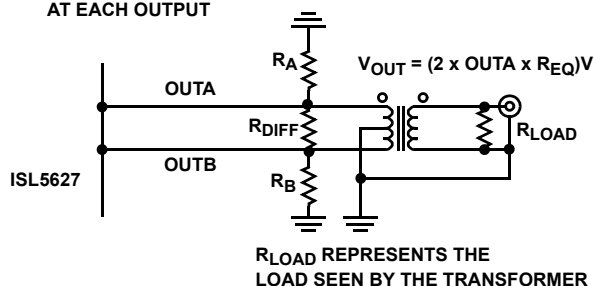 AT EACH OUTPUT
RA
VOUT = (2 x OUTA x REQ)V
OUTA
RDIFF
RLOAD
OUTB
ISL5627
RB
RLOAD REPRESENTS THE
LOAD SEEN BY THE TRANSFORMER